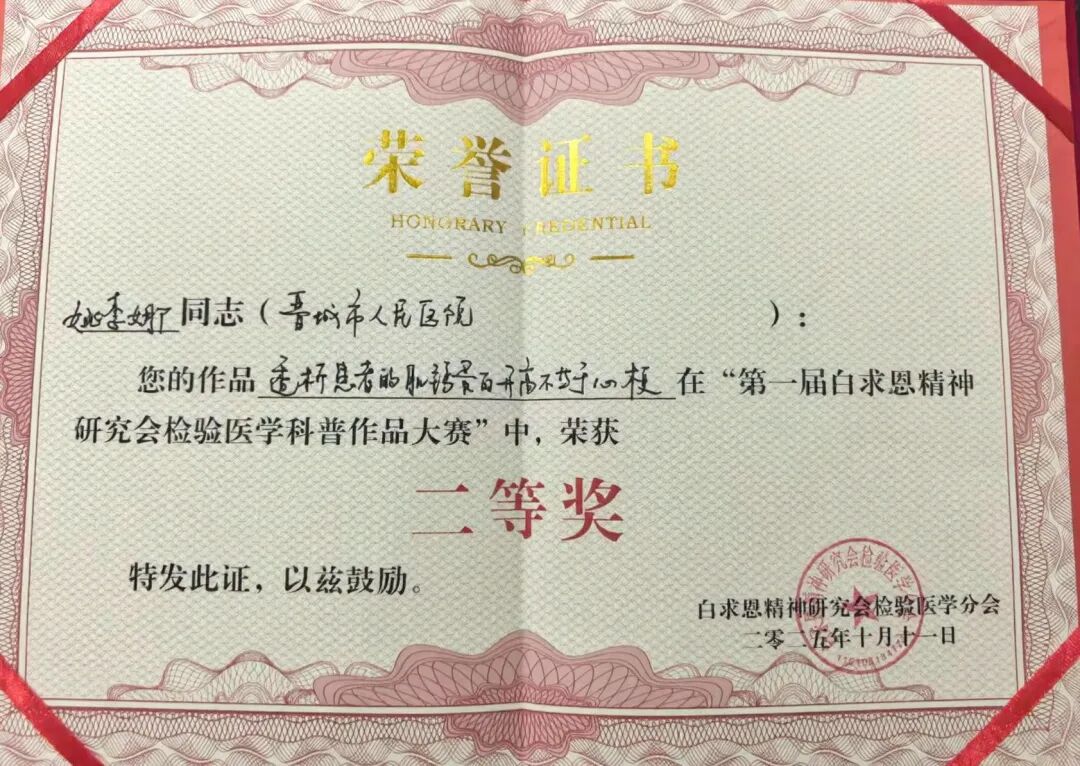 荣誉证书
HONORARY CREDENTIAL
姚李娜同志（晋城市人民医院 ）：
您的作品 透析患者的肌钙蛋白升高不等于心梗 在“第一届白求恩精神
研究会检验医学科普作品大赛”中，荣获
二等奖
特发此证，以兹鼓励。
白求恩精神研究会检验医学分会
二零二五年十月十一日